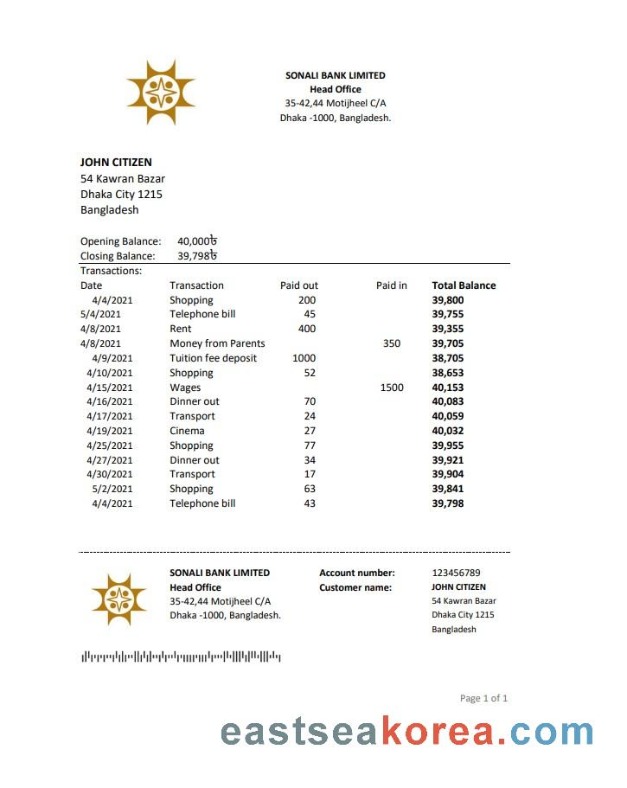 SONALI BANK LIMITED
Head Office
35-42,44 Motijheel C/A
Dhaka -1000, Bangladesh.
JOHN CITIZEN
54 Kawran Bazar
Dhaka City 1215
Bangladesh
Opening Balance: 40,000৳
Closing Balance: 39,798৳
Transactions:
Date Transaction Paid out Paid in Total Balance
4/4/2021 Shopping 200 39,800
5/4/2021 Telephone bill 45 39,755
4/8/2021 Rent 400 39,355
4/8/2021 Money from Parents 350 39,705
4/9/2021 Tuition fee deposit 1000 38,705
4/10/2021 Shopping 52 38,653
4/15/2021 Wages 1500 40,153
4/16/2021 Dinner out 70 40,083
4/17/2021 Transport 24 40,059
4/19/2021 Cinema 27 40,032
4/25/2021 Shopping 77 39,955
4/27/2021 Dinner out 34 39,921
4/30/2021 Transport 17 39,904
5/2/2021 Shopping 63 39,841
4/4/2021 Telephone bill 43 39,798
SONALI BANK LIMITED Account number: 123456789
Head Office Customer name: JOHN CITIZEN
35-42,44 Motijheel C/A 54 Kawran Bazar
Dhaka -1000, Bangladesh. Dhaka City 1215
Bangladesh
Page 1 of 1
eastseakorea.com